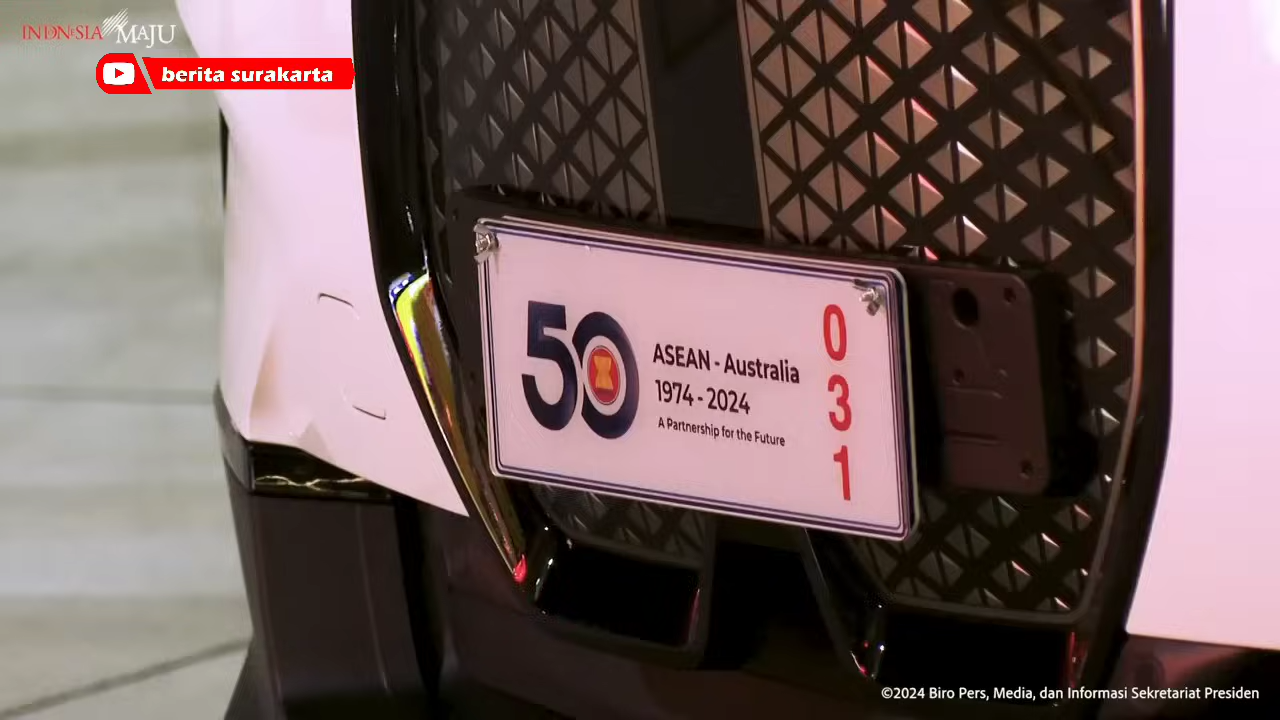 INDONESIA MAJU
berita surakarta
50
ASEAN - Australia
1974 - 2024
A Partnership for the Future
0
3
1
©2024 Biro Pers, Media, dan Informasi Sekretariat Presiden